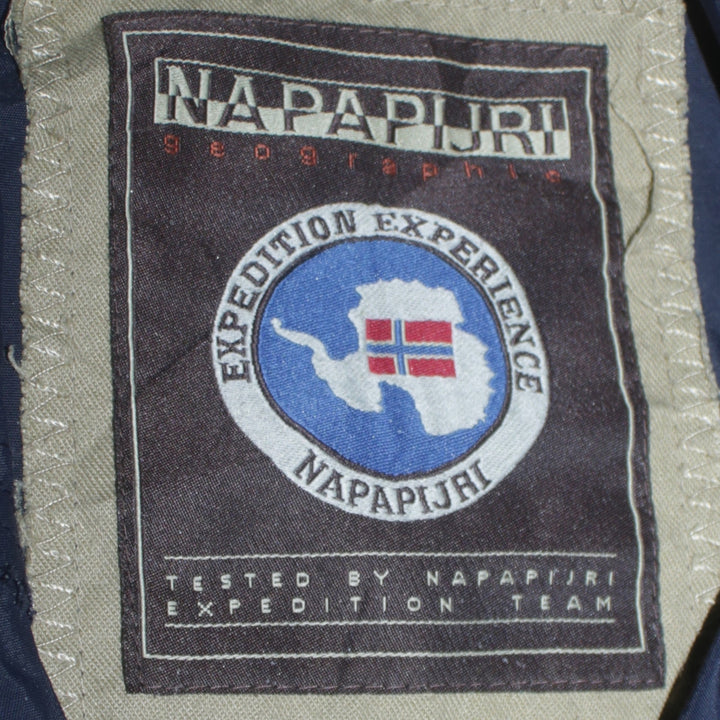 NAPAPIJRI
geographic
EXPEDITION EXPERIENCE
NAPAPIJRI
TESTED BY NAPAPIJRI
EXPEDITION TEAM